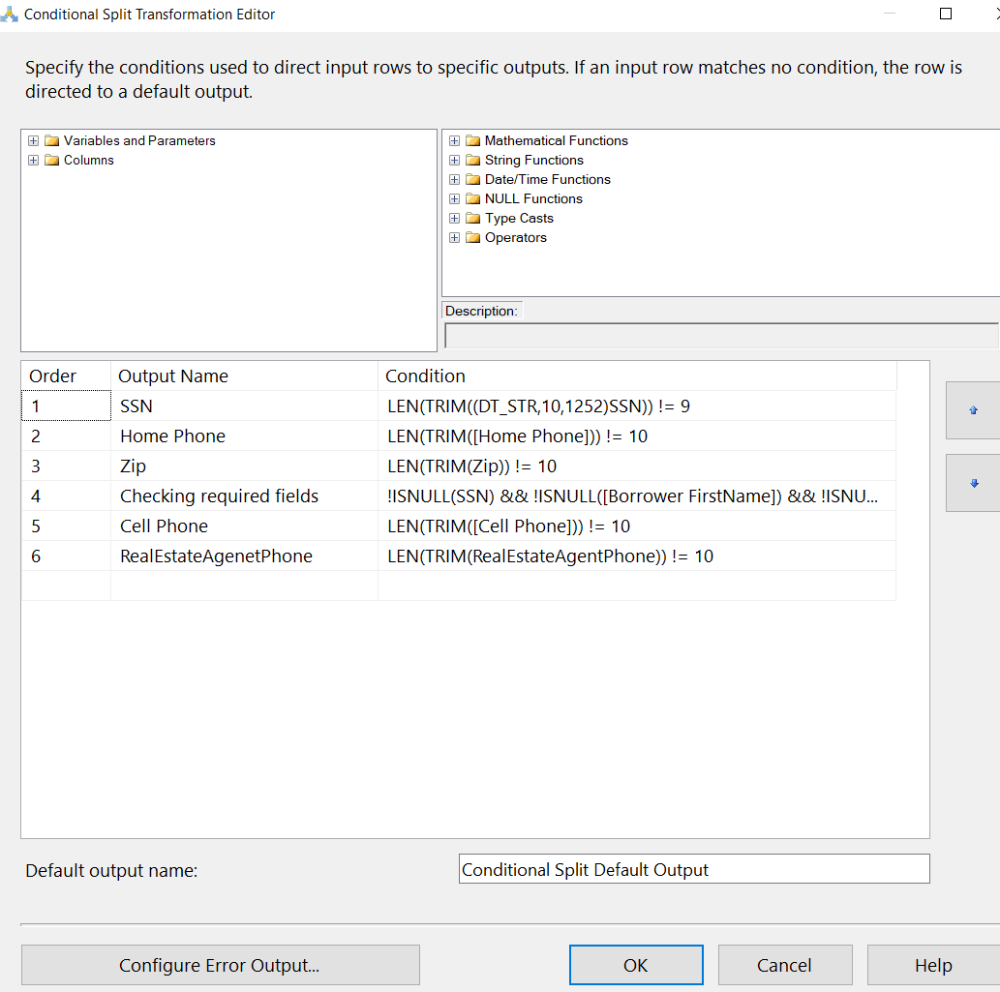 Conditional Split Transformation Editor
Specify the conditions used to direct input rows to specific outputs. If an input row matches no condition, the row is
directed to a default output.
Variables and Parameters
Columns
Mathematical Functions
String Functions
Date/Time Functions
NULL Functions
Type Casts
Operators
Description:
Order Output Name Condition
1 SSN LEN(TRIM((DT_STR,10,1252)SSN)) != 9
2 Home Phone LEN(TRIM([Home Phone])) != 10
3 Zip LEN(TRIM(Zip)) != 10
4 Checking required fields !ISNULL(SSN) && !ISNULL([Borrower FirstName]) && !ISNU...
5 Cell Phone LEN(TRIM([Cell Phone])) != 10
6 RealEstateAgenetPhone LEN(TRIM(RealEstateAgentPhone)) != 10
Default output name: Conditional Split Default Output
Configure Error Output... OK Cancel Help